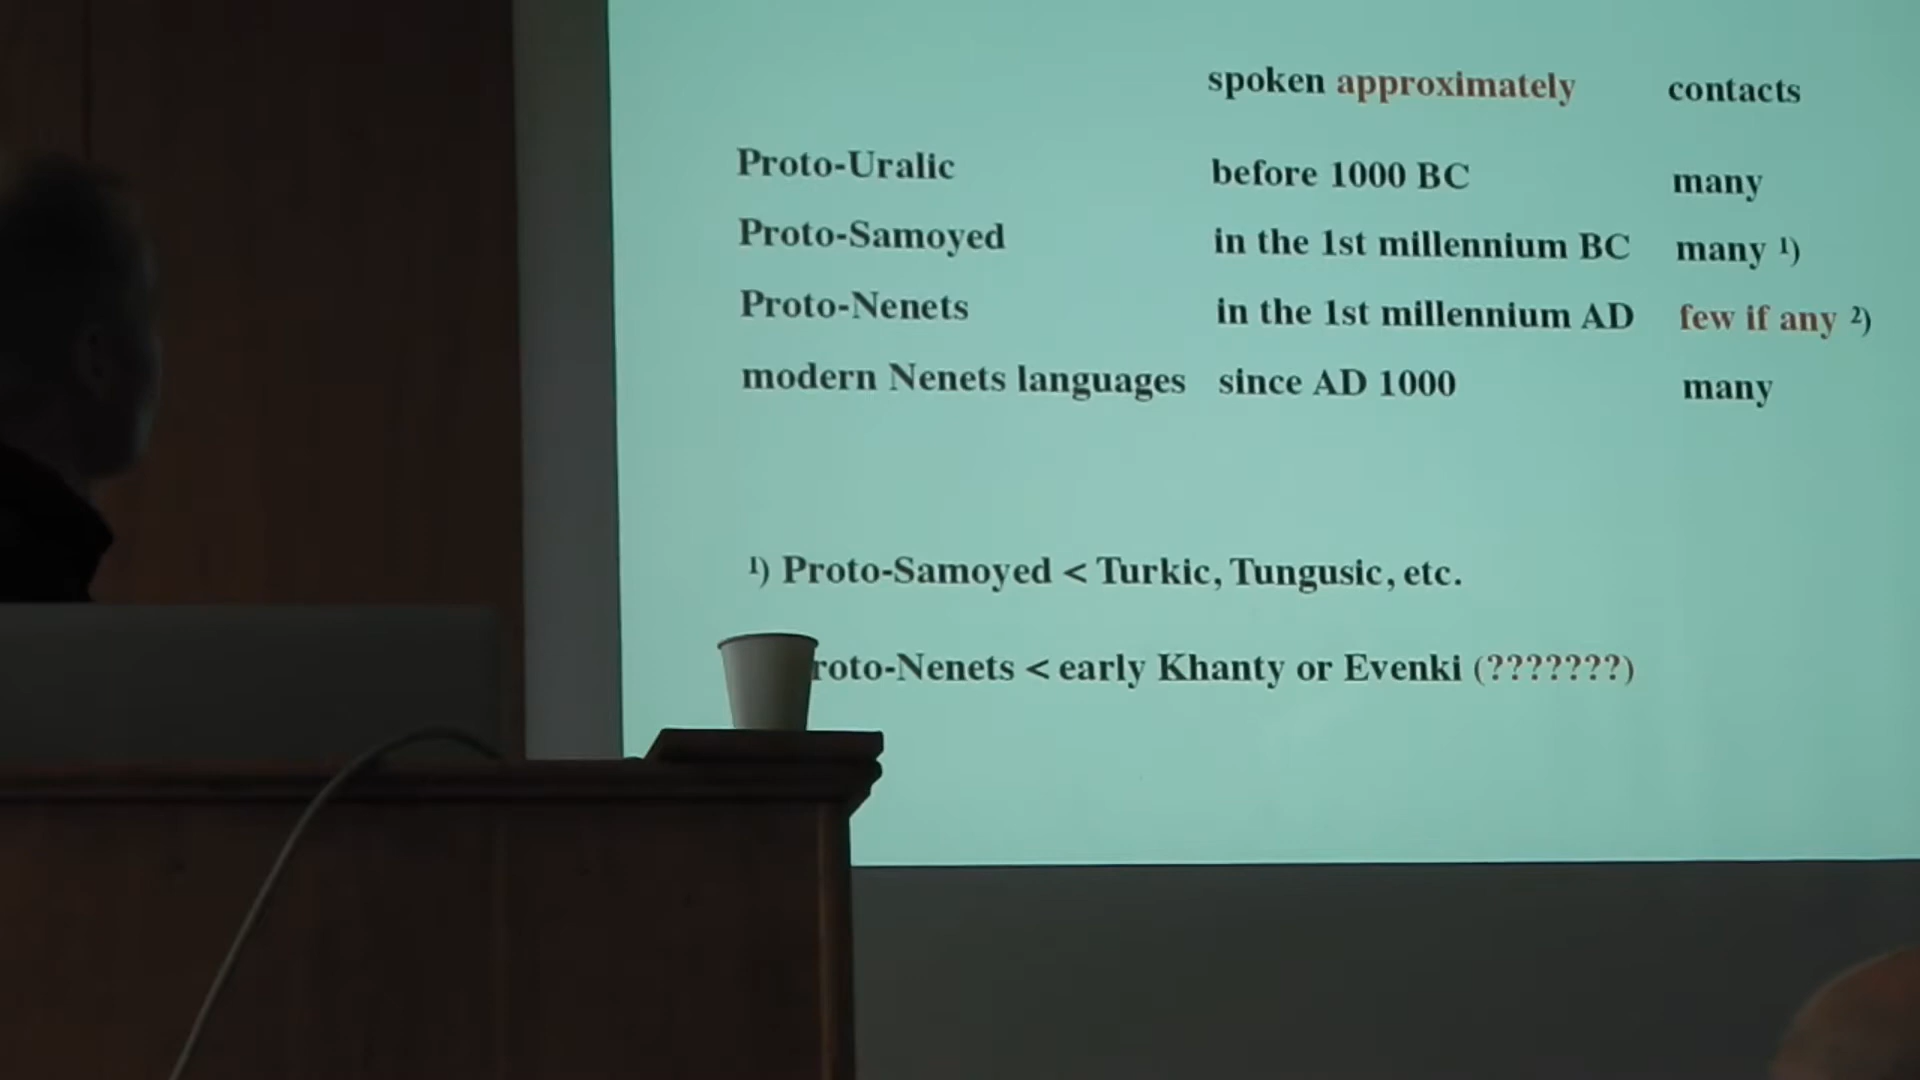 spoken approximately contacts
Proto-Uralic before 1000 BC many
Proto-Samoyed in the 1st millennium BC many ¹)
Proto-Nenets in the 1st millennium AD few if any ²)
modern Nenets languages since AD 1000 many
¹) Proto-Samoyed < Turkic, Tungusic, etc.
roto-Nenets < early Khanty or Evenki (???????)